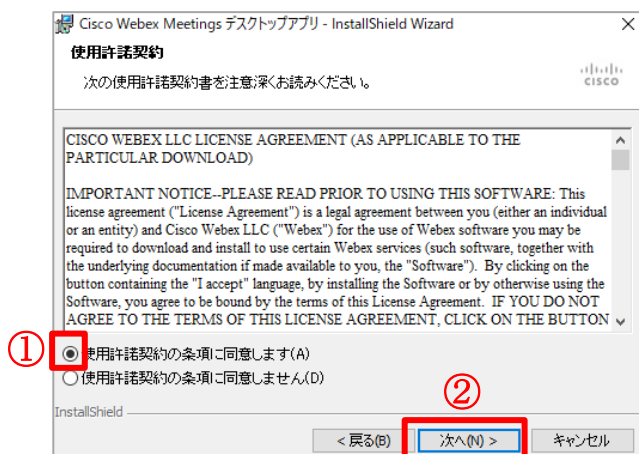 Cisco Webex Meetings デスクトップアプリ - InstallShield Wizard
使用許諾契約
次の使用許諾契約書を注意深くお読みください。
cisco
CISCO WEBEX LLC LICENSE AGREEMENT (AS APPLICABLE TO THE
PARTICULAR DOWNLOAD)
IMPORTANT NOTICE--PLEASE READ PRIOR TO USING THIS SOFTWARE: This
license agreement ("License Agreement") is a legal agreement between you (either an individual
or an entity) and Cisco Webex LLC ("Webex") for the use of Webex software you may be
required to download and install to use certain Webex services (such software, together with
the underlying documentation if made available to you, the "Software"). By clicking on the
button containing the "I accept" language, by installing the Software or by otherwise using the
Software, you agree to be bound by the terms of this License Agreement. IF YOU DO NOT
AGREE TO THE TERMS OF THIS LICENSE AGREEMENT, CLICK ON THE BUTTON
① 使用許諾契約の条項に同意します(A)
使用許諾契約の条項に同意しません(D)
②
InstallShield
< 戻る(B) 次へ(N) > キャンセル